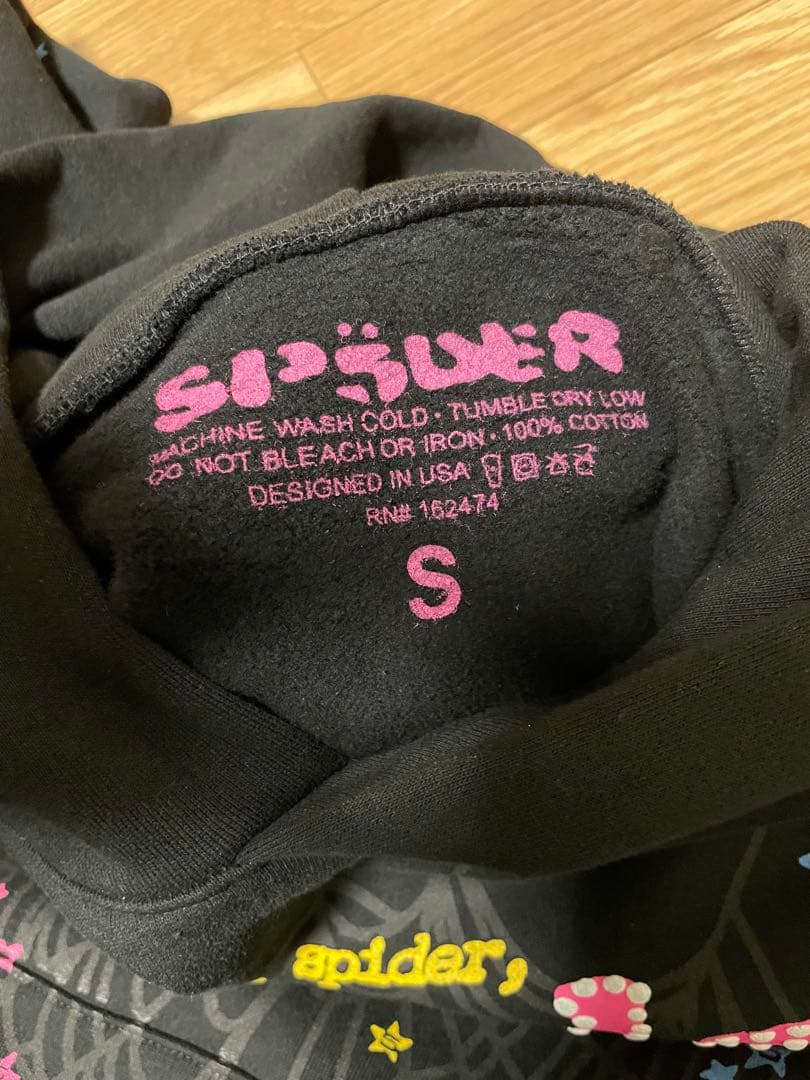 SP5DER
MACHINE WASH COLD · TUMBLE DRY LOW
DO NOT BLEACH OR IRON · 100% COTTON
DESIGNED IN USA
RN# 162474
S
spider,